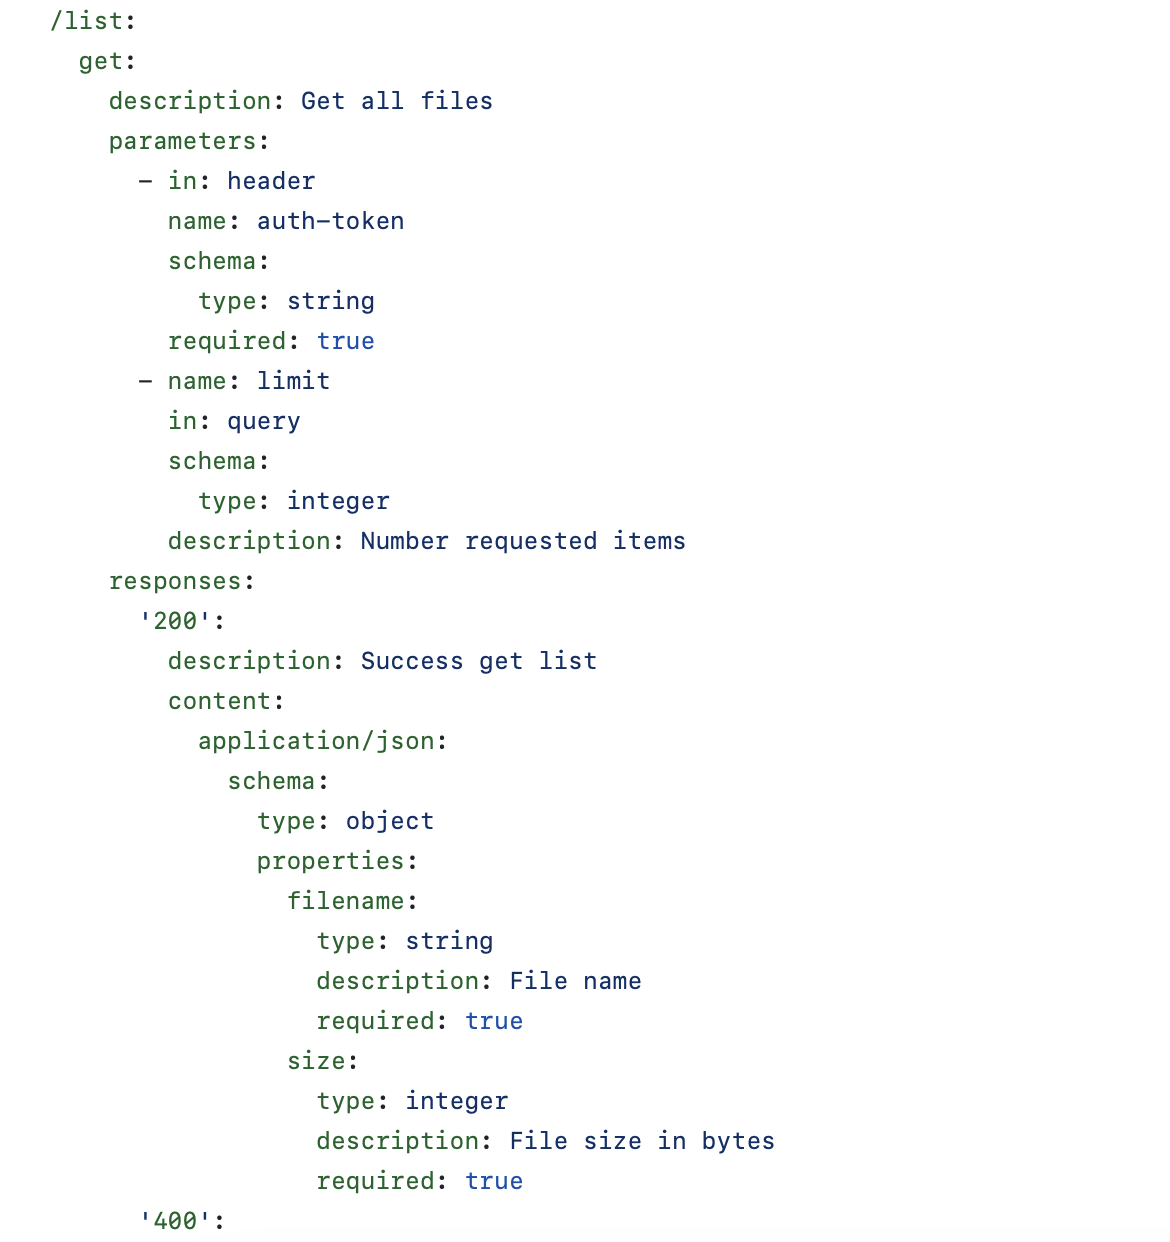 /list:
  get:
    description: Get all files
    parameters:
      - in: header
        name: auth-token
        schema:
          type: string
        required: true
      - name: limit
        in: query
        schema:
          type: integer
        description: Number requested items
    responses:
      '200':
        description: Success get list
        content:
          application/json:
            schema:
              type: object
              properties:
                filename:
                  type: string
                  description: File name
                  required: true
                size:
                  type: integer
                  description: File size in bytes
                  required: true
      '400':